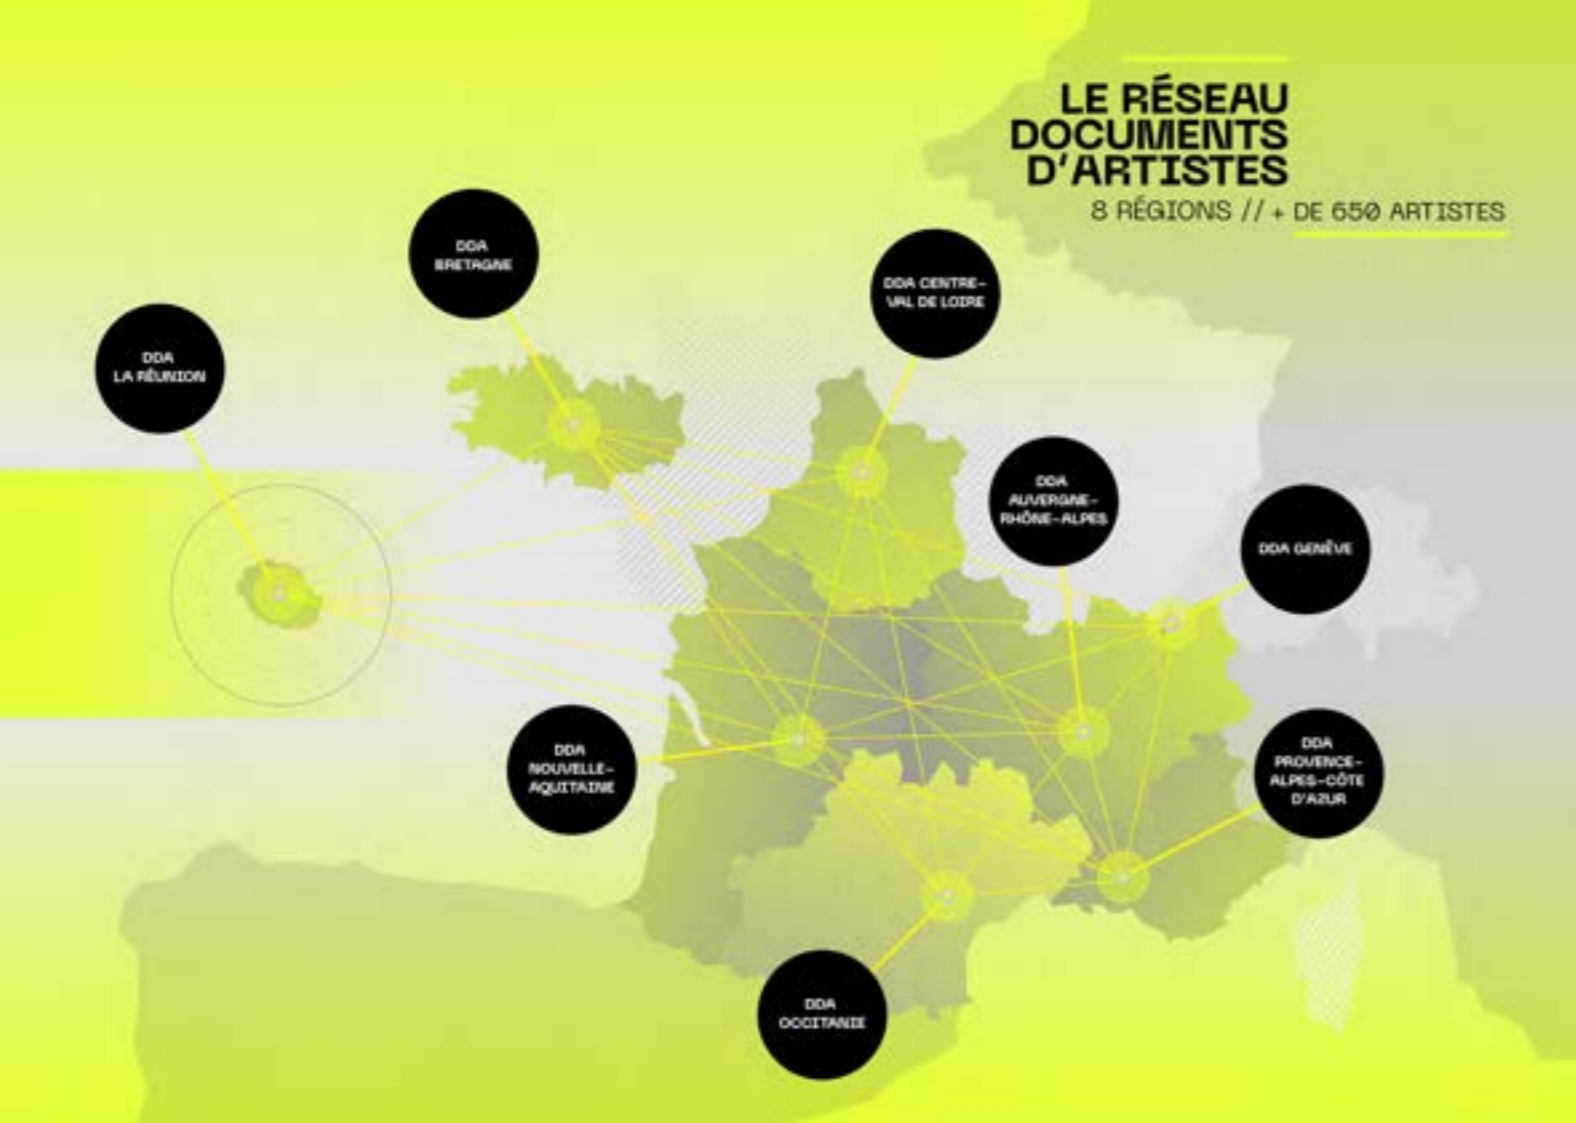 LE RÉSEAU
DOCUMENTS
D'ARTISTES
8 RÉGIONS // + DE 650 ARTISTES
DDA
BRETAGNE
DDA CENTRE-
VAL DE LOIRE
DDA
LA RÉUNION
DDA
AUVERGNE-
RHÔNE-ALPES
DDA GENÈVE
DDA
NOUVELLE-
AQUITAINE
DDA
PROVENCE-
ALPES-CÔTE
D'AZUR
DDA
OCCITANIE